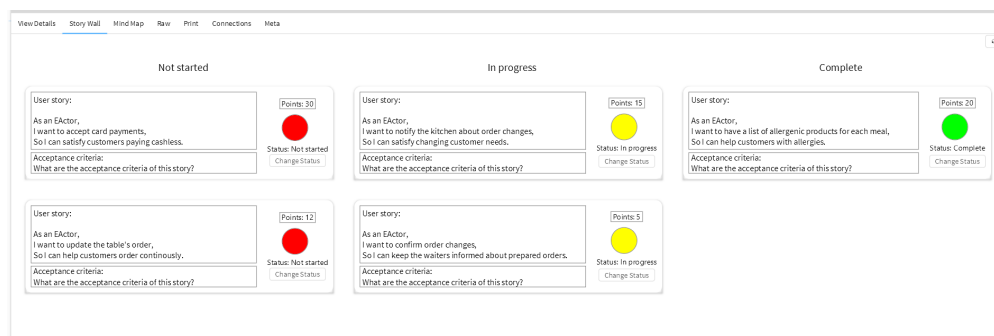 View Details Story Wall Mind Map Raw Print Connections Meta
Not started
In progress
Complete
User story:
As an EActor,
I want to accept card payments,
So I can satisfy customers paying cashless.
Acceptance criteria:
What are the acceptance criteria of this story?
Points: 30
Status: Not started
Change Status
User story:
As an EActor,
I want to notify the kitchen about order changes,
So I can satisfy changing customer needs.
Acceptance criteria:
What are the acceptance criteria of this story?
Points: 15
Status: In progress
Change Status
User story:
As an EActor,
I want to have a list of allergenic products for each meal,
So I can help customers with allergies.
Acceptance criteria:
What are the acceptance criteria of this story?
Points: 20
Status: Complete
Change Status
User story:
As an EActor,
I want to update the table's order,
So I can help customers order continously.
Acceptance criteria:
What are the acceptance criteria of this story?
Points: 12
Status: Not started
Change Status
User story:
As an EActor,
I want to confirm order changes,
So I can keep the waiters informed about prepared orders.
Acceptance criteria:
What are the acceptance criteria of this story?
Points: 5
Status: In progress
Change Status